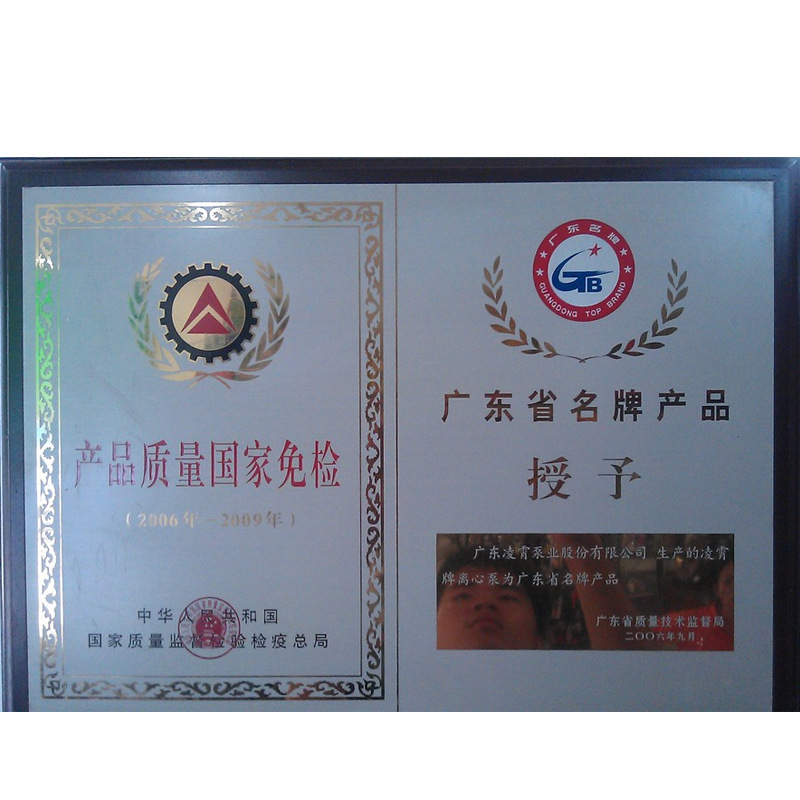 产品质量国家免检
（2006年－2009年）
中华人民共和国
国家质量监督检验检疫总局
广东名牌
GTB
GUANGDONG TOP BRAND
广东省名牌产品
授予
广东凌霄泵业股份有限公司 生产的凌霄
牌离心泵为广东省名牌产品
广东省质量技术监督局
二〇〇六年九月